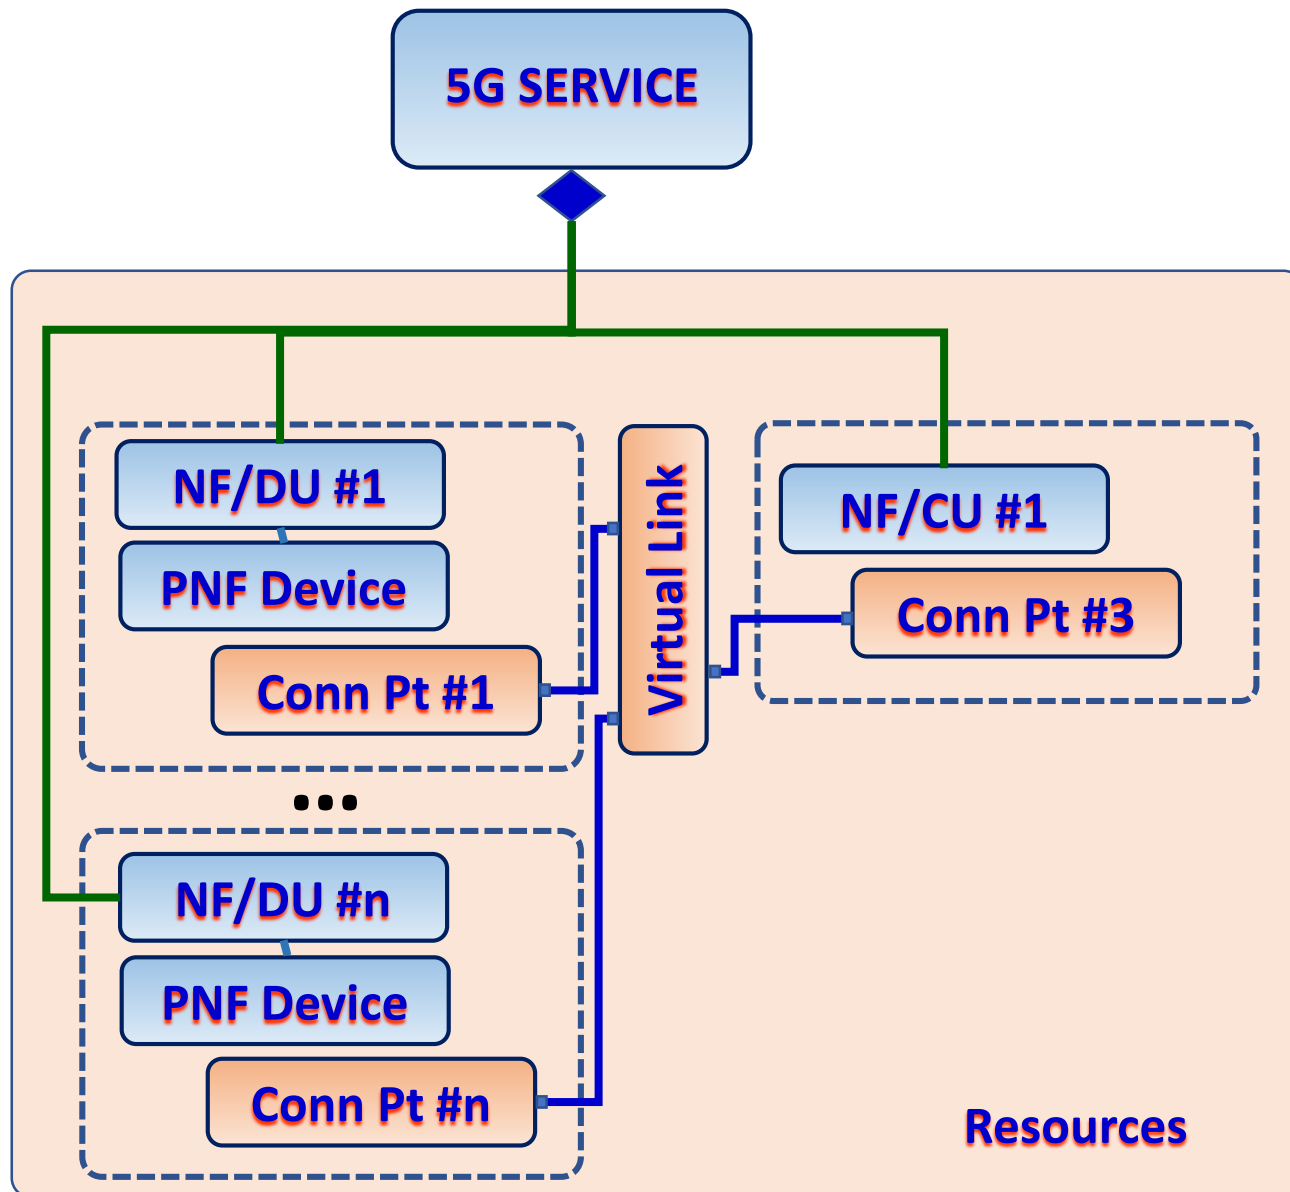 5G SERVICE
NF/DU #1
PNF Device
Conn Pt #1
Virtual Link
NF/CU #1
Conn Pt #3
...
NF/DU #n
PNF Device
Conn Pt #n
Resources